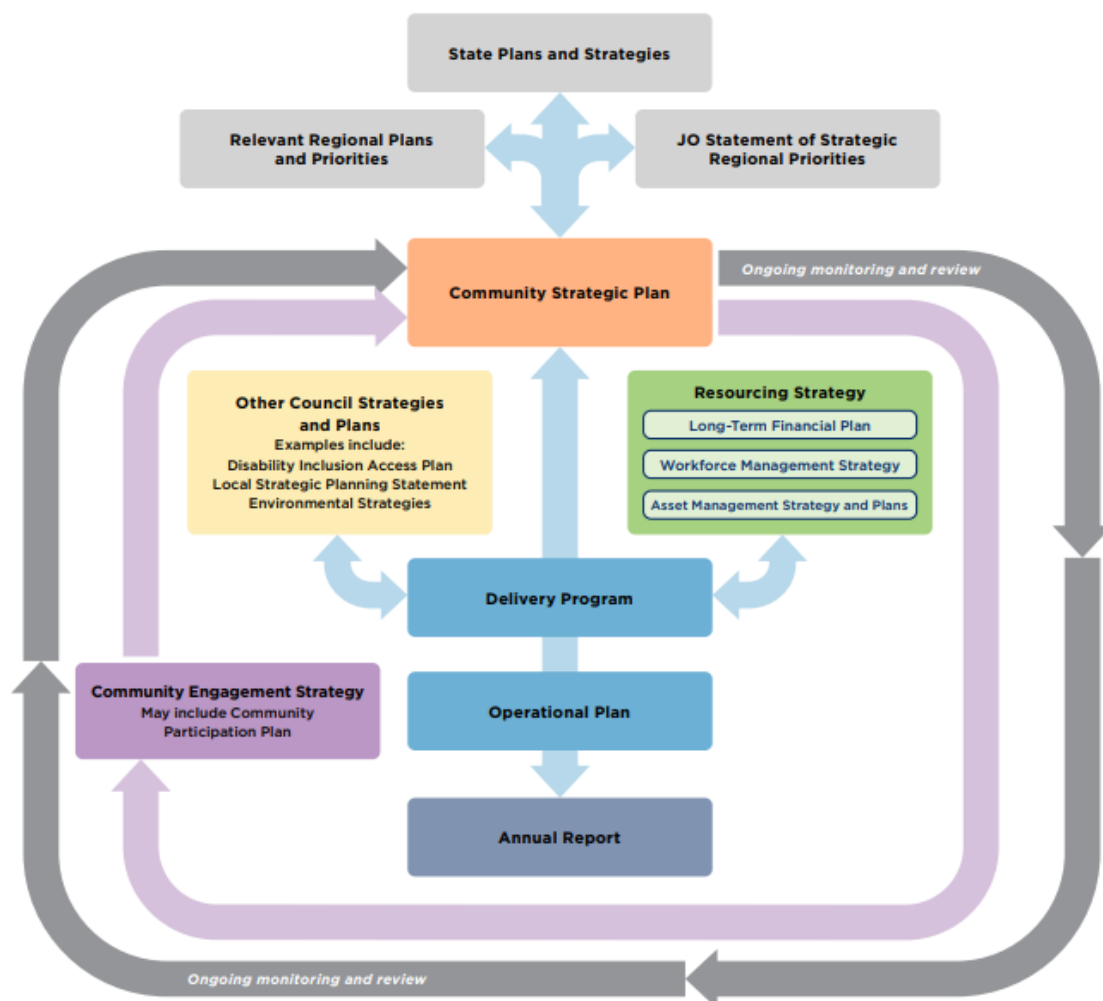 State Plans and Strategies
Relevant Regional Plans
and Priorities
JO Statement of Strategic
Regional Priorities
Ongoing monitoring and review
Community Strategic Plan
Other Council Strategies
and Plans
Examples include:
Disability Inclusion Access Plan
Local Strategic Planning Statement
Environmental Strategies
Resourcing Strategy
Long-Term Financial Plan
Workforce Management Strategy
Asset Management Strategy and Plans
Delivery Program
Community Engagement Strategy
May include Community
Participation Plan
Operational Plan
Annual Report
Ongoing monitoring and review